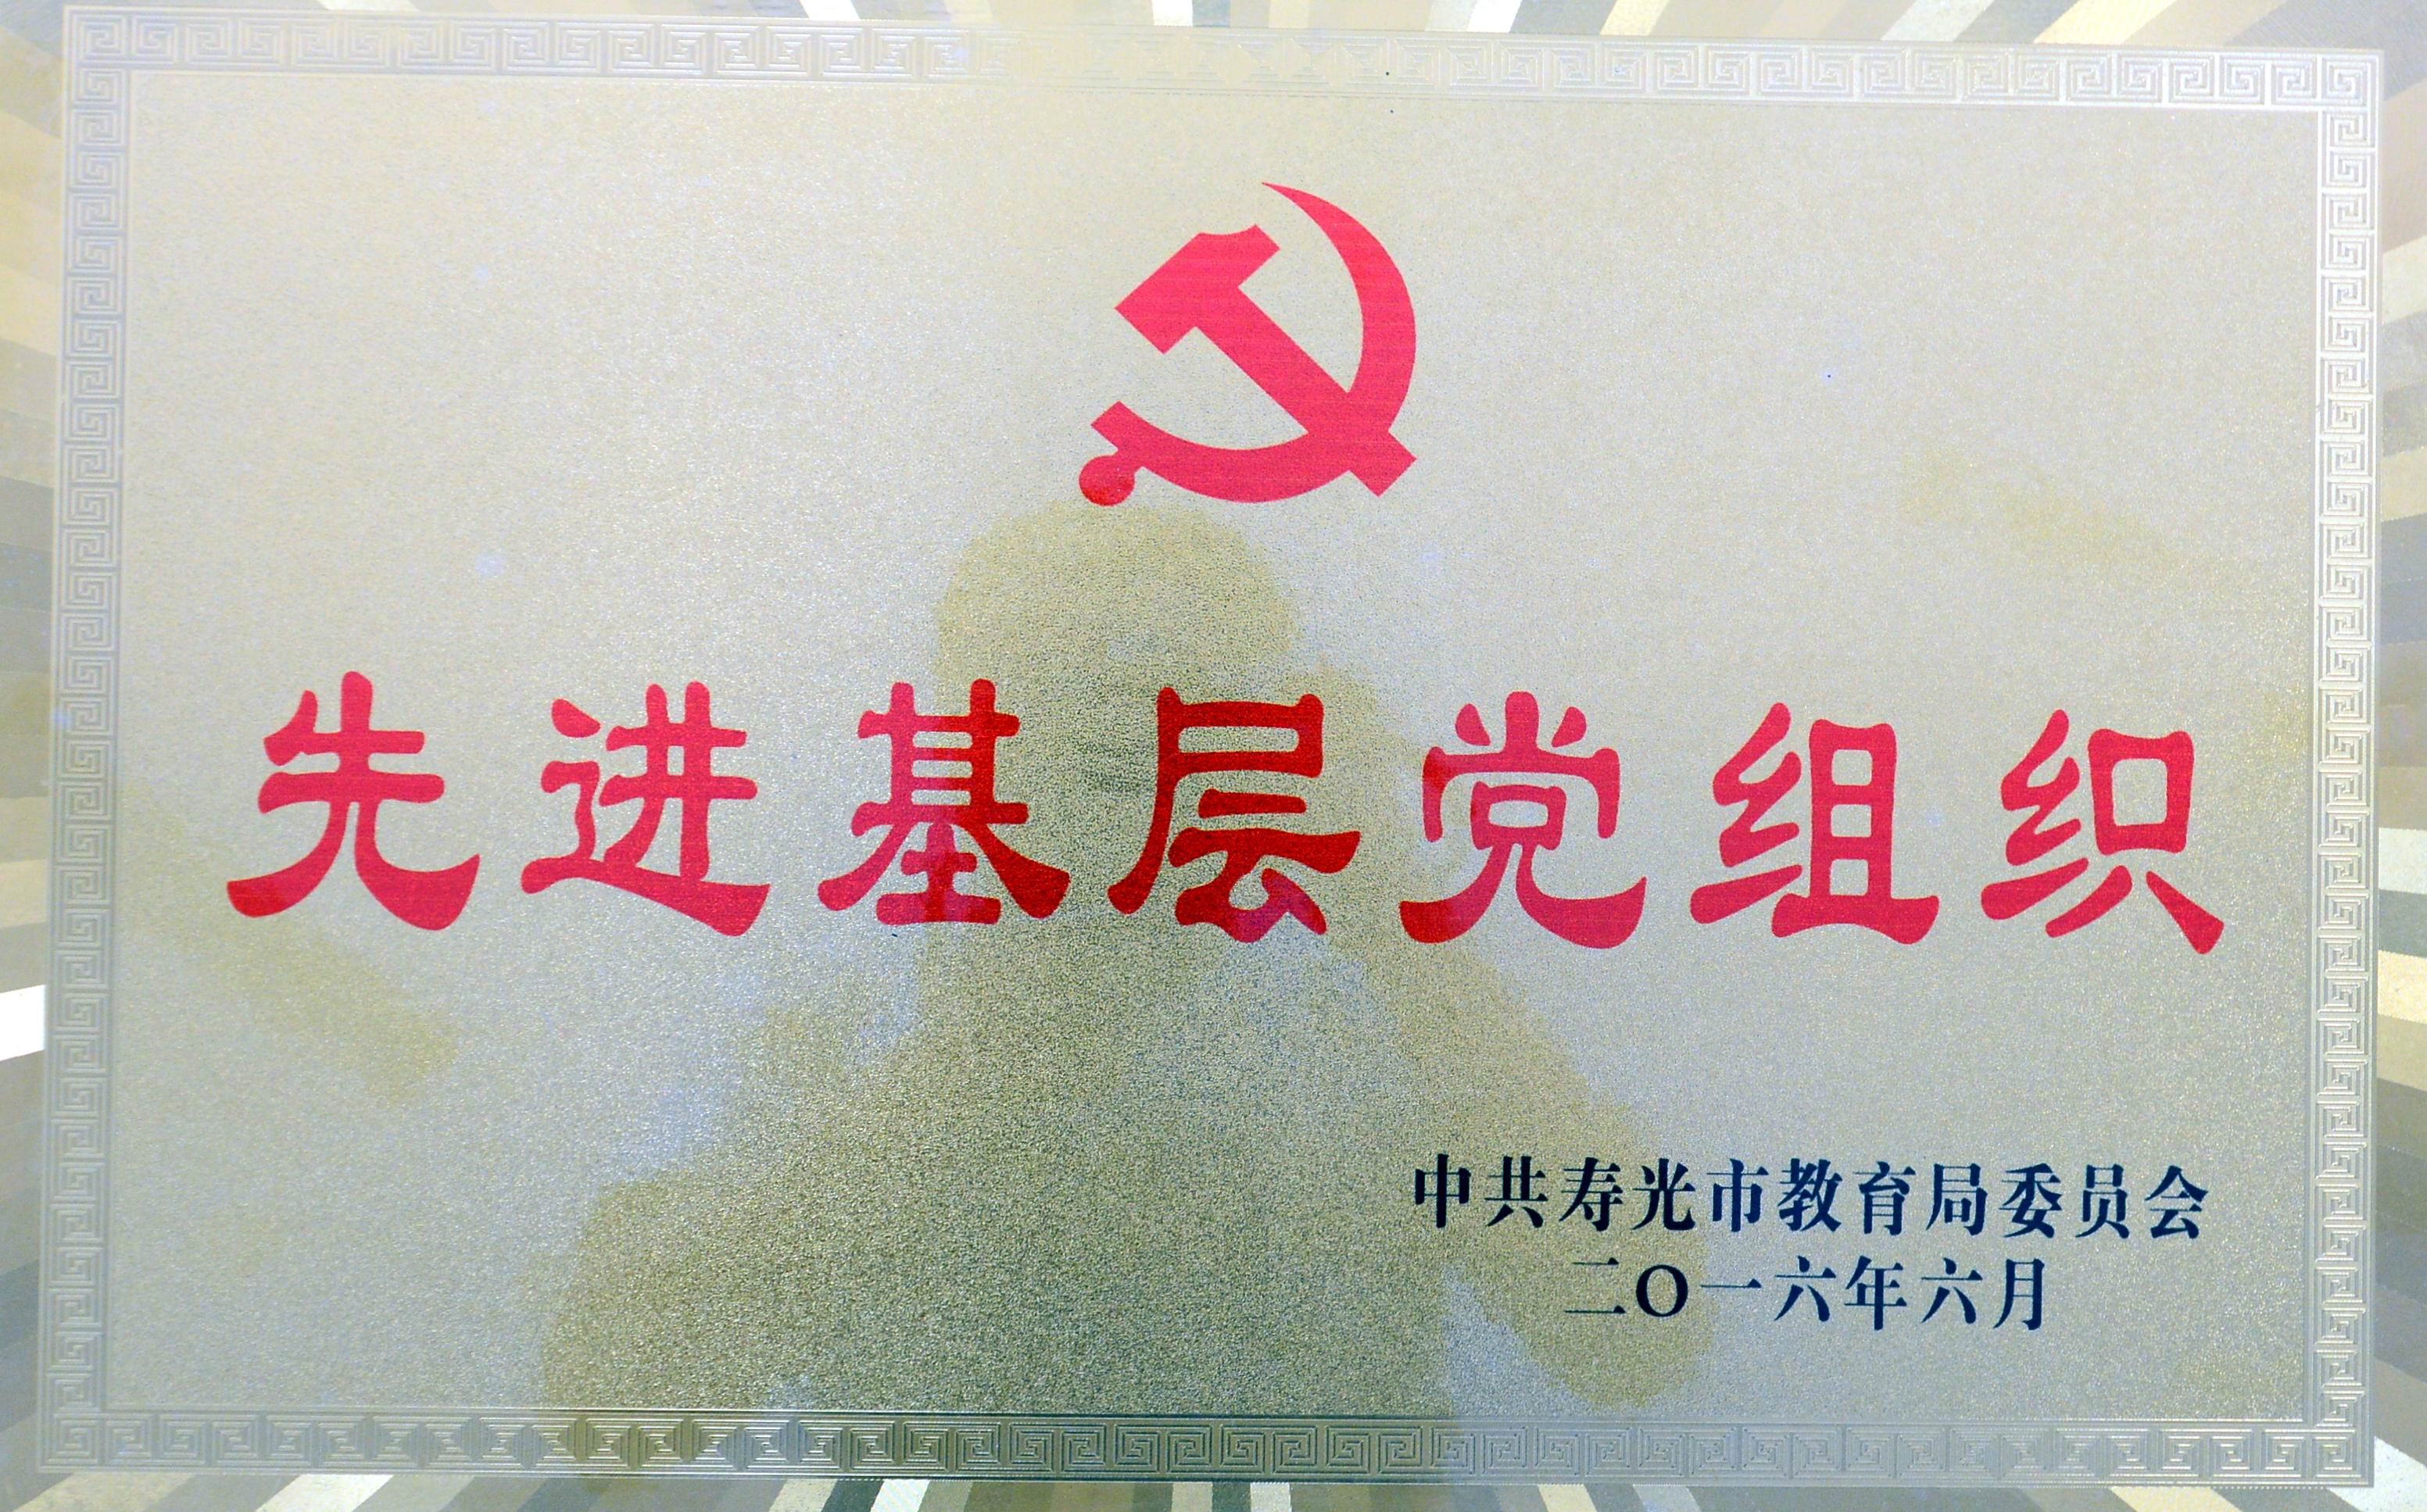 先进基层党组织
中共寿光市教育局委员会
二〇一六年六月